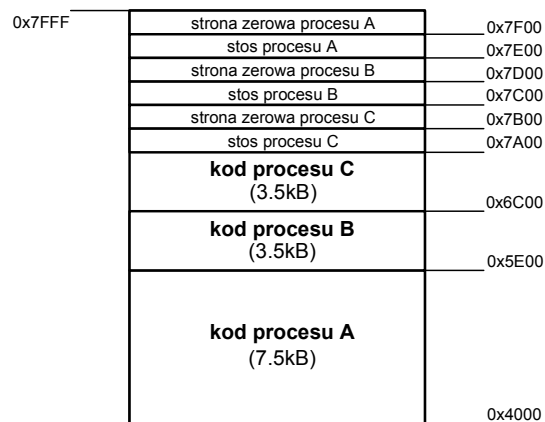 0x7FFF
strona zerowa procesu A
0x7F00
stos procesu A
0x7E00
strona zerowa procesu B
0x7D00
stos procesu B
0x7C00
strona zerowa procesu C
0x7B00
stos procesu C
0x7A00
kod procesu C
(3.5kB)
0x6C00
kod procesu B
(3.5kB)
0x5E00
kod procesu A
(7.5kB)
0x4000